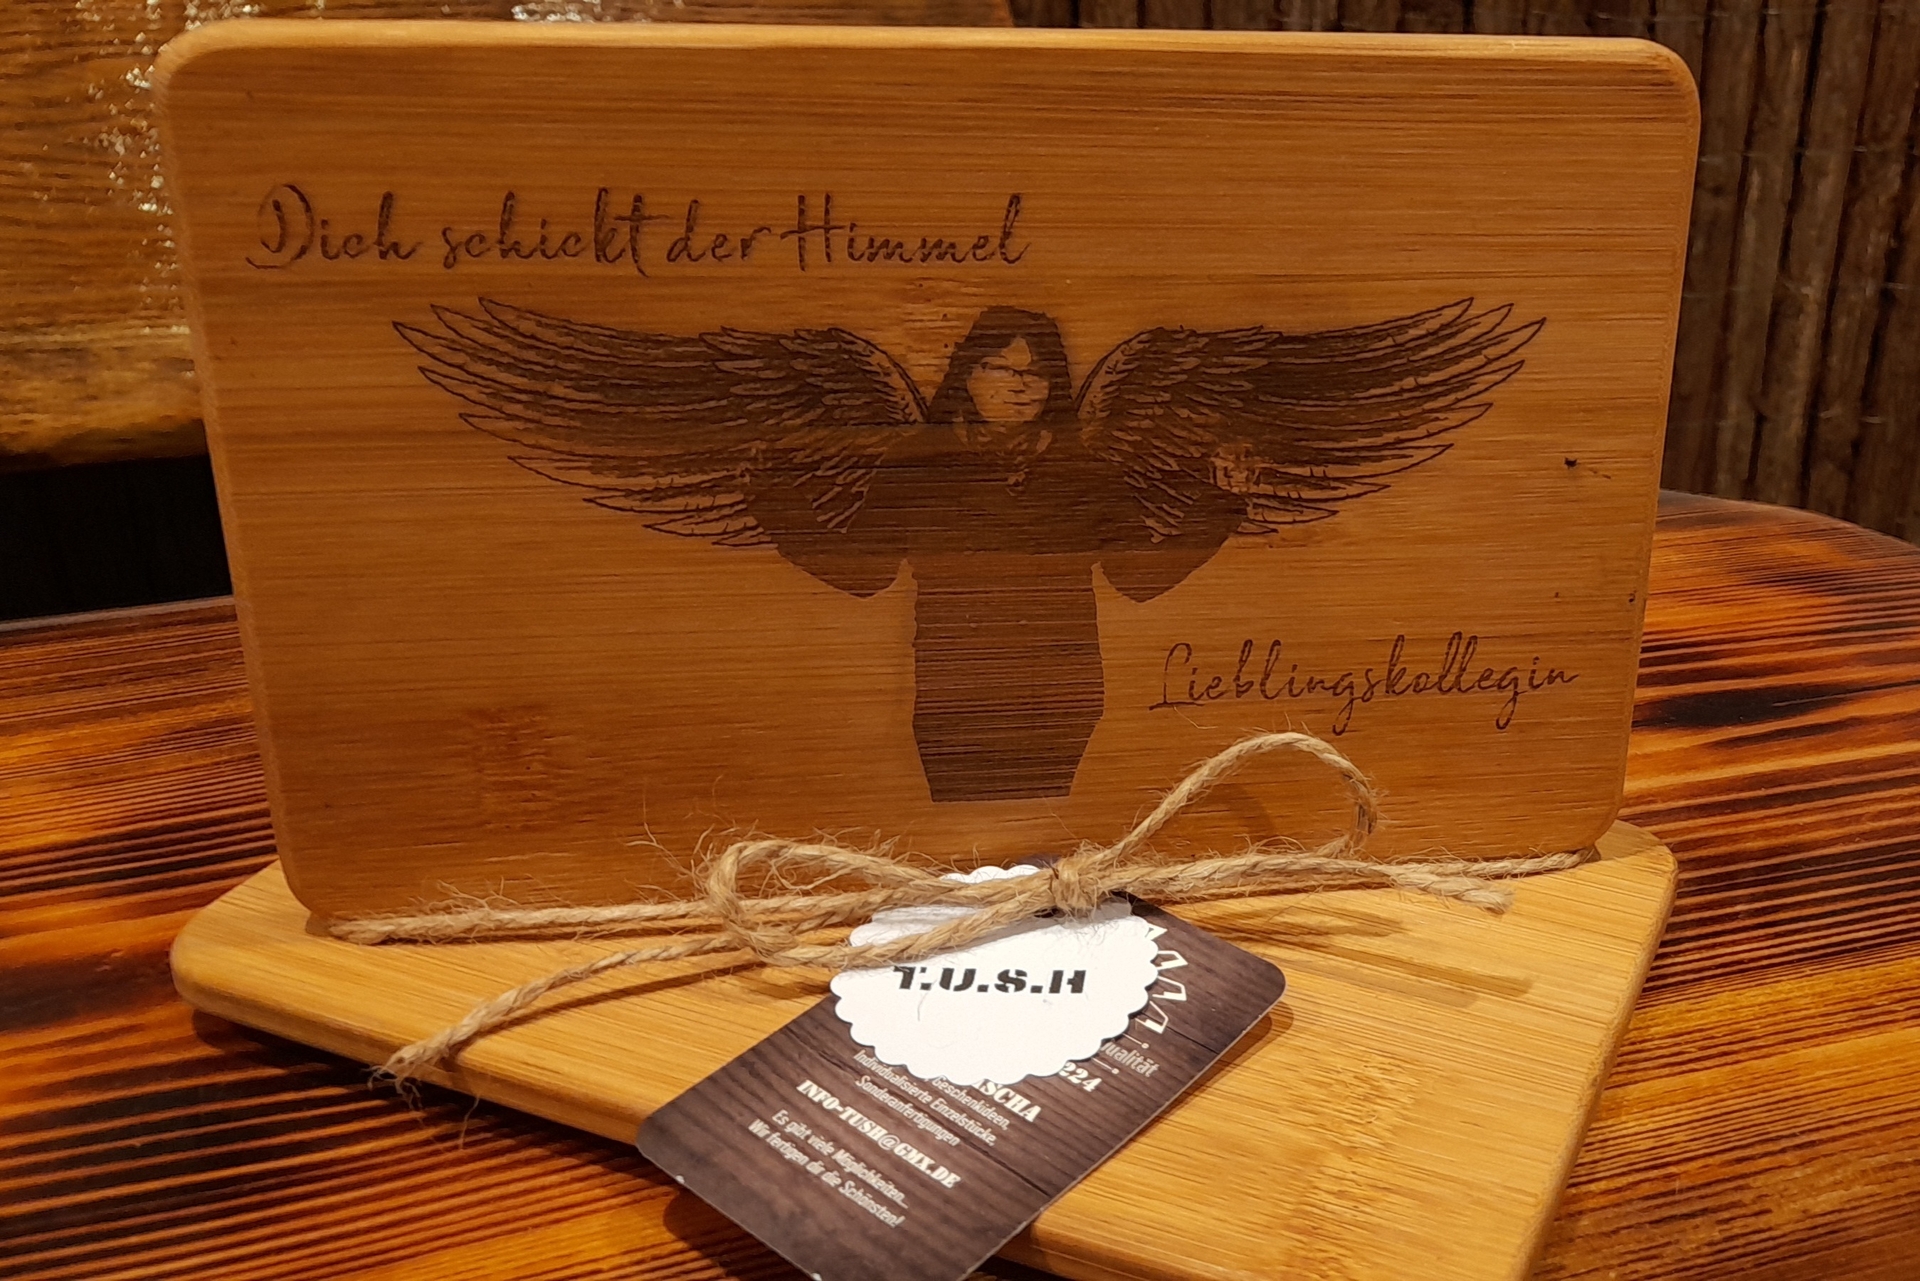 Dich schickt der Himmel
Lieblingskollegin
T.U.S.H
Geschenkideen,
Individualisierte Einzelstücke,
Sonderanfertigungen
INFO-TUSH@GMX.DE
Es gibt viele Möglichkeiten...
Wir fertigen dir die Schönsten!